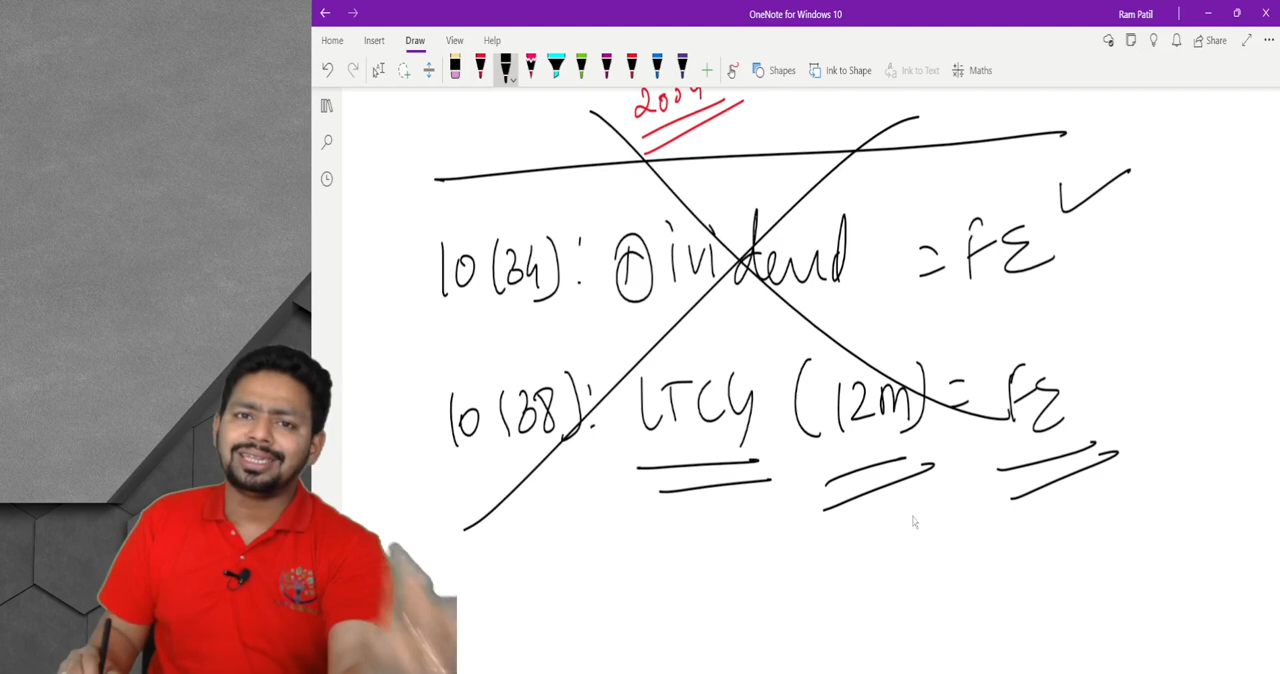 OneNote for Windows 10
Ram Patil
Home Insert Draw View Help
Share
Shapes Ink to Shape Ink to Text Maths
2004
10(34): Dividend = FE
10(38): LTCG (12m) = FE